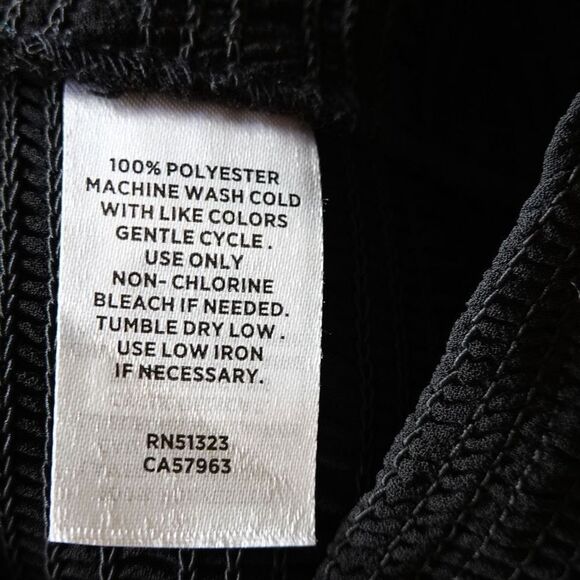 100% POLYESTER
MACHINE WASH COLD
WITH LIKE COLORS
GENTLE CYCLE .
USE ONLY
NON- CHLORINE
BLEACH IF NEEDED.
TUMBLE DRY LOW .
USE LOW IRON
IF NECESSARY.
RN51323
CA57963